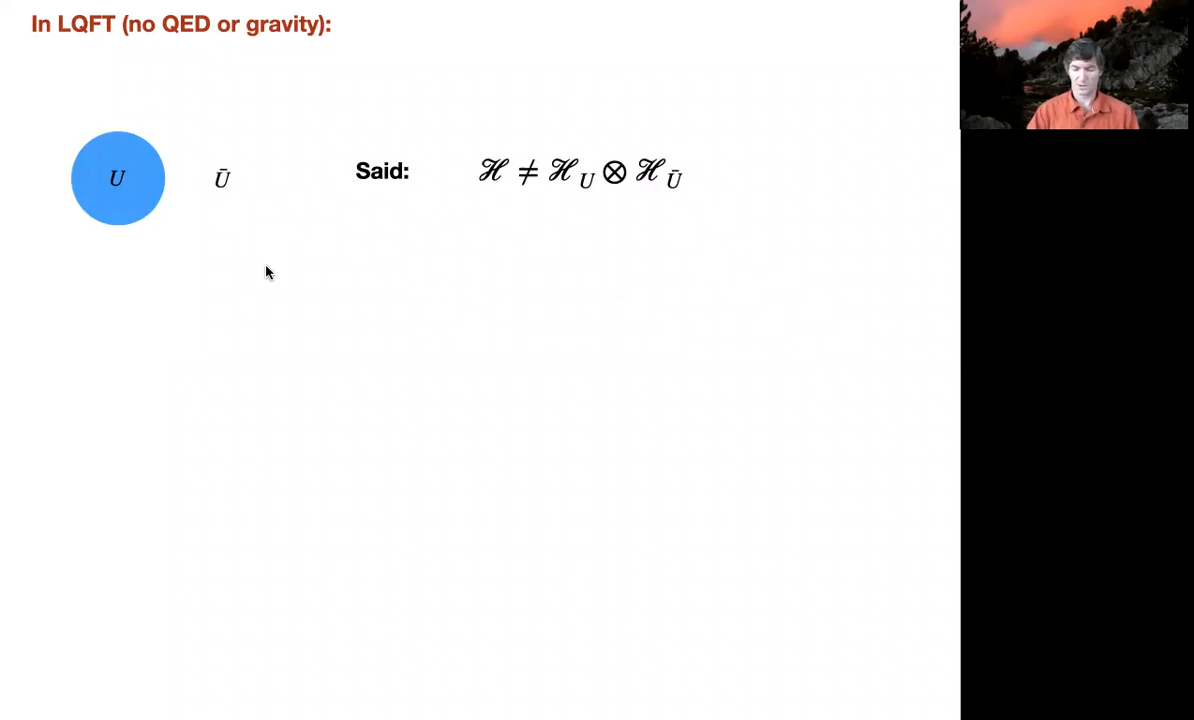 In LQFT (no QED or gravity):
U Ū Said: ℋ ≠ ℋ_U ⊗ ℋ_Ū